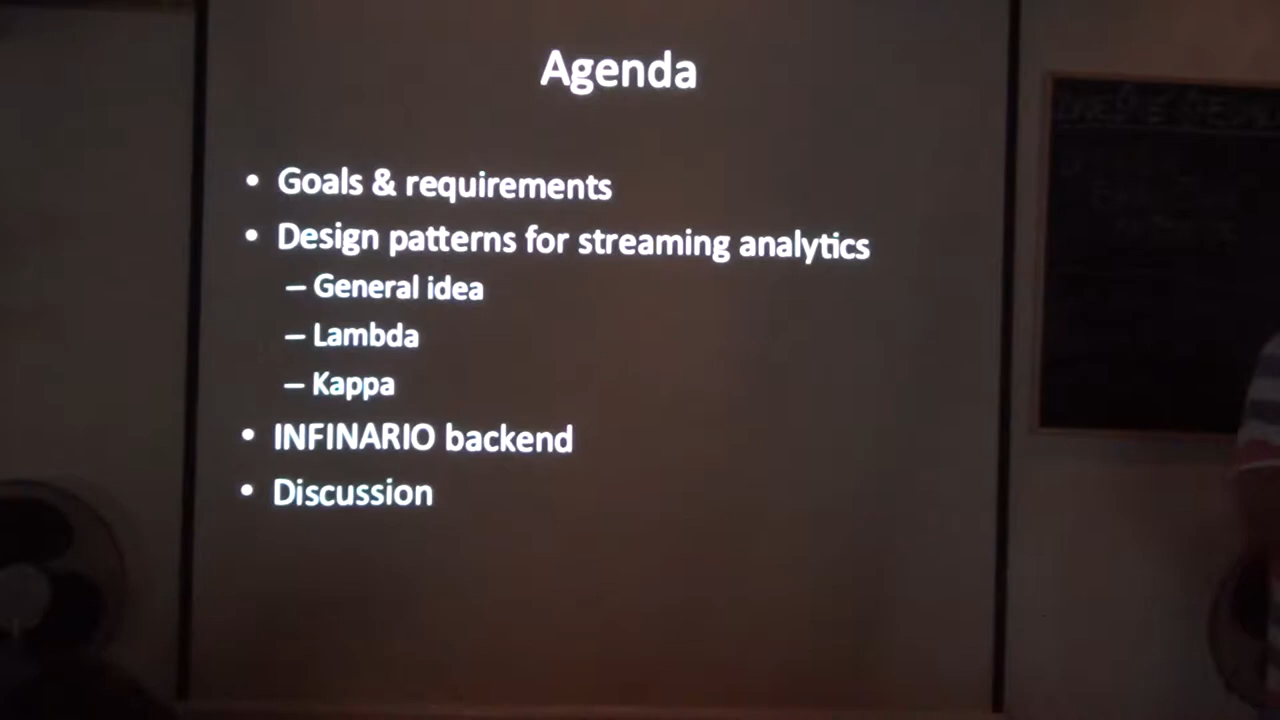 Agenda
• Goals & requirements
• Design patterns for streaming analytics
– General idea
– Lambda
– Kappa
• INFINARIO backend
• Discussion